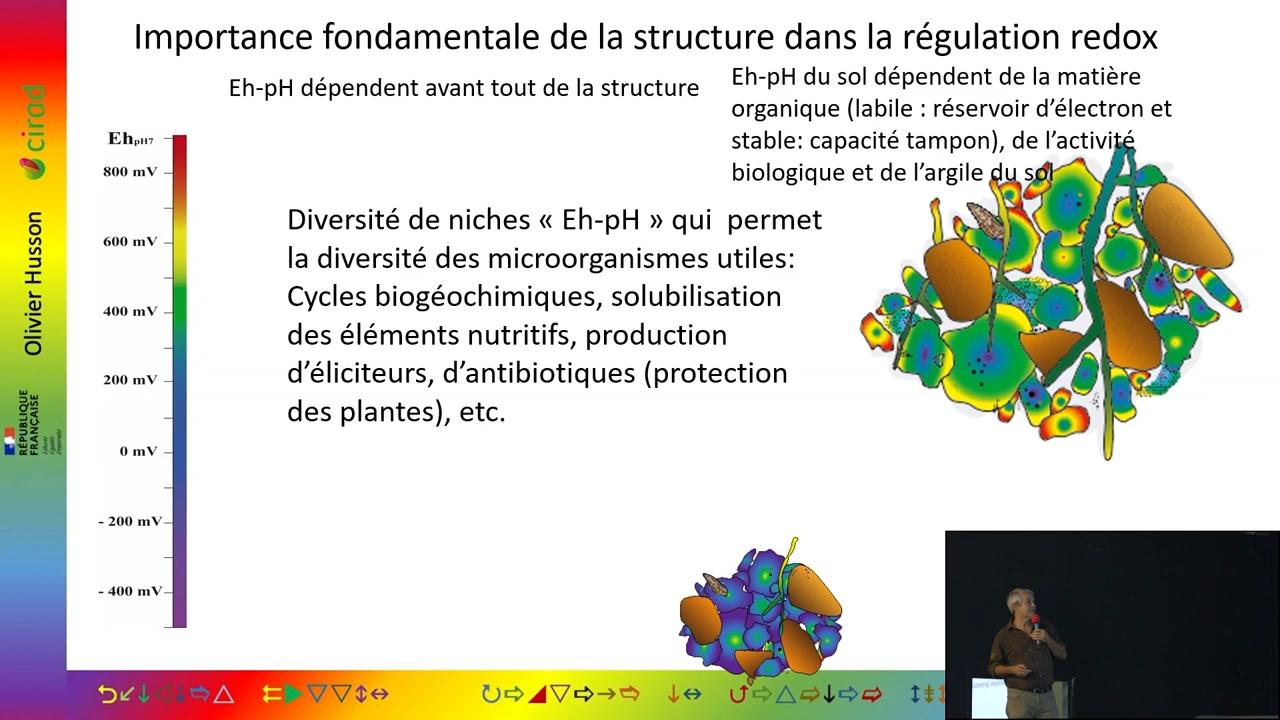 Importance fondamentale de la structure dans la régulation redox
Eh-pH dépendent avant tout de la structure
Eh-pH du sol dépendent de la matière
organique (labile : réservoir d’électron et
stable: capacité tampon), de l’activité
biologique et de l’argile du sol
Diversité de niches « Eh-pH » qui permet
la diversité des microorganismes utiles:
Cycles biogéochimiques, solubilisation
des éléments nutritifs, production
d’éliciteurs, d’antibiotiques (protection
des plantes), etc.
EhpH7
800 mV
600 mV
400 mV
200 mV
0 mV
- 200 mV
- 400 mV
cirad
Olivier Husson
RÉPUBLIQUE
FRANÇAISE